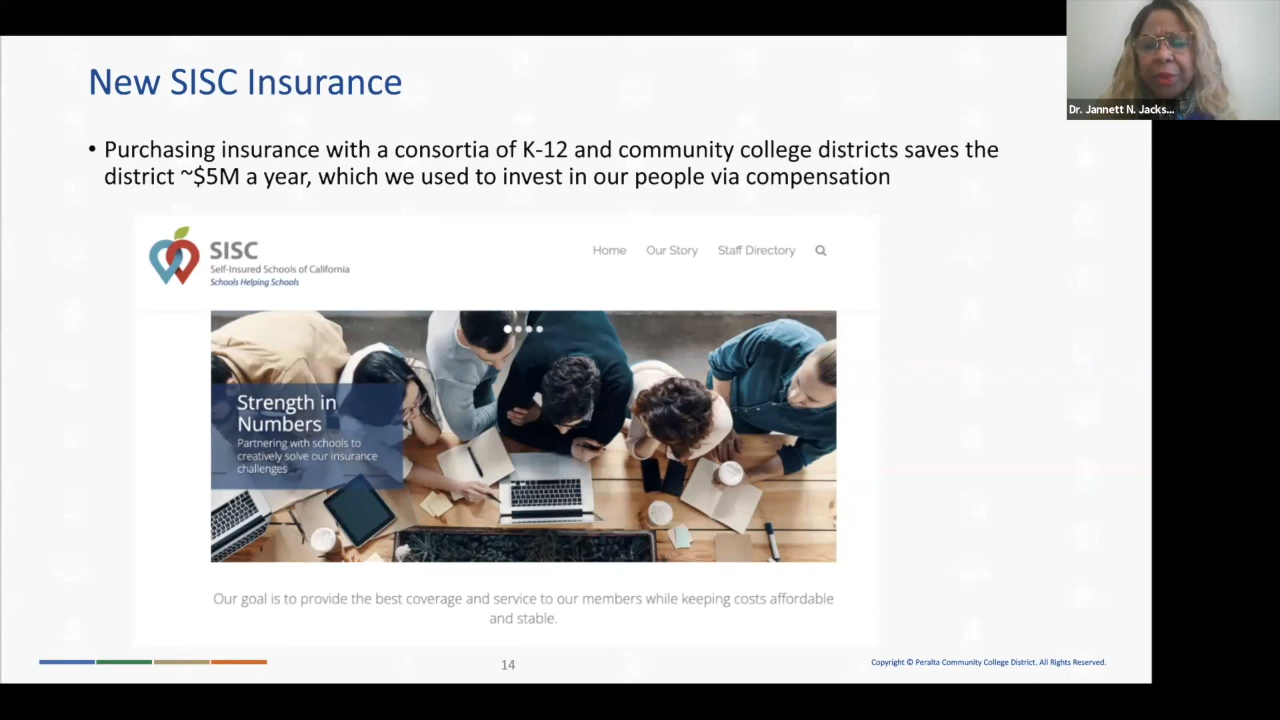 New SISC Insurance
Dr. Jannett N. Jacks...
• Purchasing insurance with a consortia of K-12 and community college districts saves the
district ~$5M a year, which we used to invest in our people via compensation
SISC
Self-Insured Schools of California
Schools Helping Schools
Home Our Story Staff Directory
Strength in
Numbers
Partnering with schools to
creatively solve our insurance
challenges
Our goal is to provide the best coverage and service to our members while keeping costs affordable
and stable.
14
Copyright © Peralta Community College District. All Rights Reserved.